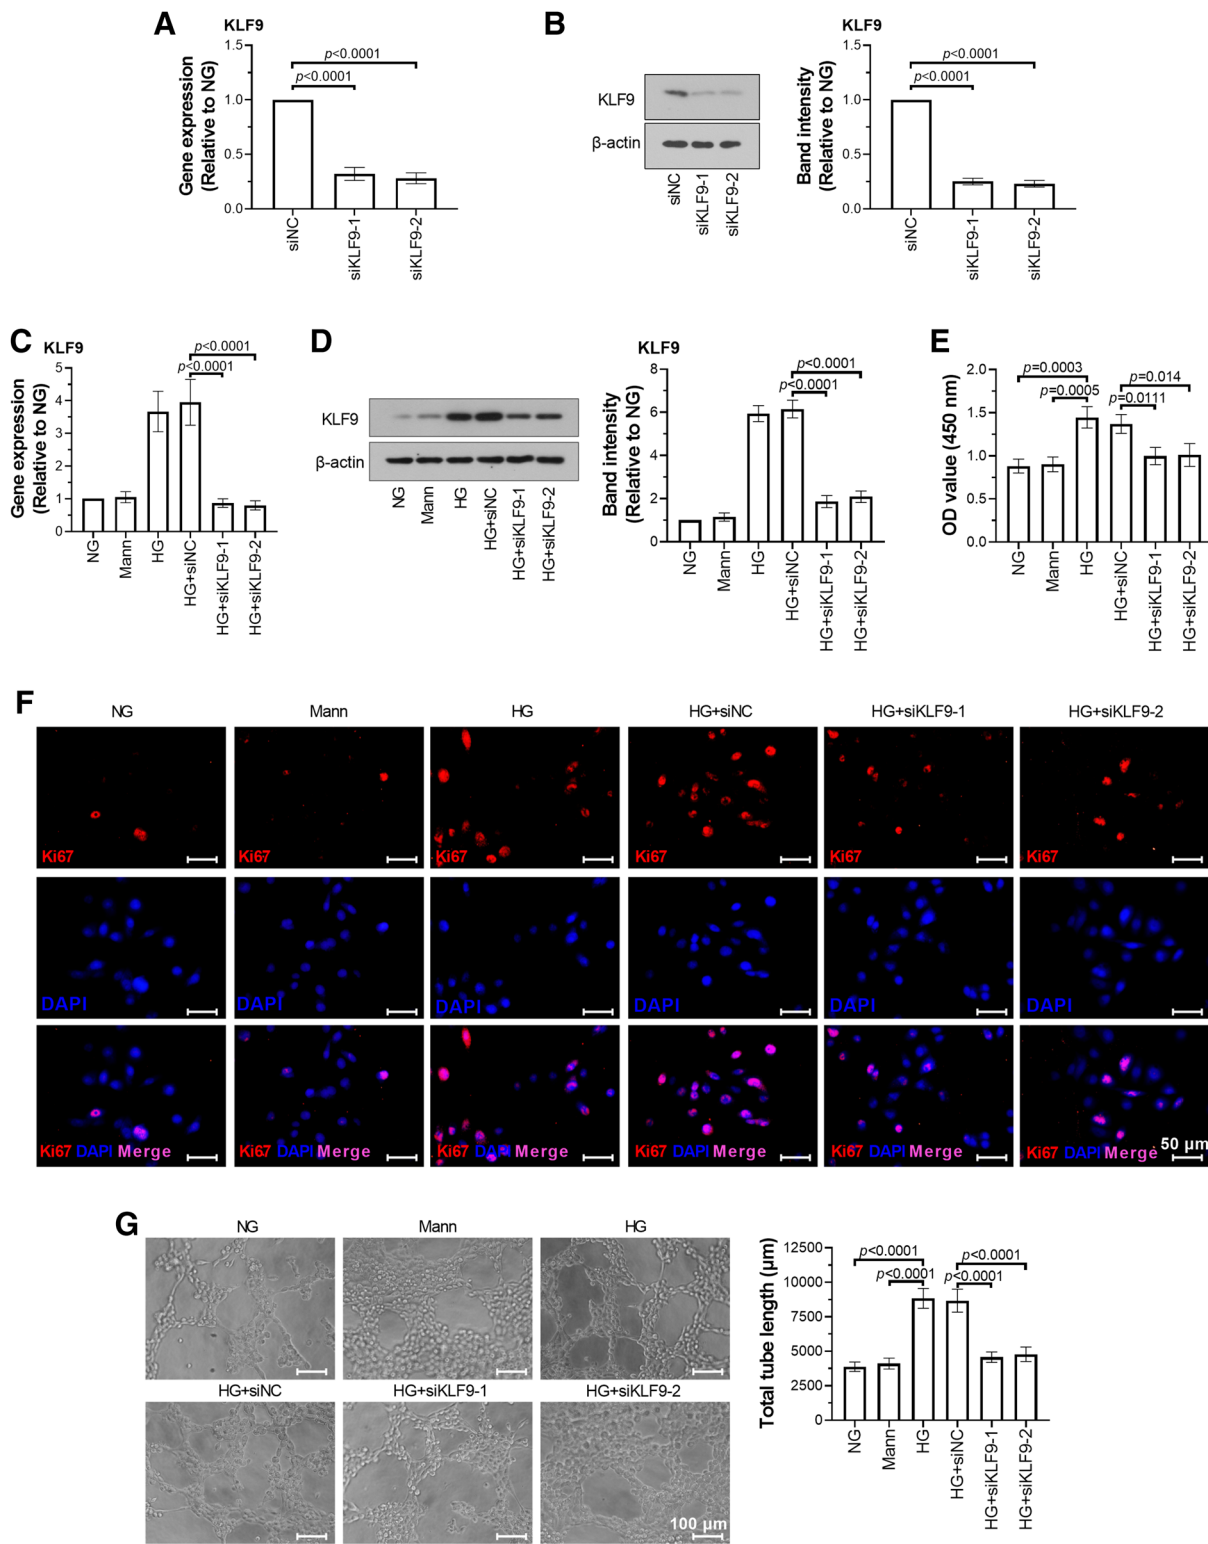 A
KLF9
Gene expression
(Relative to NG)
1.5
1.0
0.5
0.0
p<0.0001
p<0.0001
siNC
siKLF9-1
siKLF9-2
B
KLF9
β-actin
siNC
siKLF9-1
siKLF9-2
KLF9
Band intensity
(Relative to NG)
1.5
1.0
0.5
0.0
p<0.0001
p<0.0001
siNC
siKLF9-1
siKLF9-2
C
KLF9
Gene expression
(Relative to NG)
5
4
3
2
1
0
p<0.0001
p<0.0001
NG
Mann
HG
HG+siNC
HG+siKLF9-1
HG+siKLF9-2
D
KLF9
β-actin
NG
Mann
HG
HG+siNC
HG+siKLF9-1
HG+siKLF9-2
KLF9
Band intensity
(Relative to NG)
8
6
4
2
0
p<0.0001
p<0.0001
NG
Mann
HG
HG+siNC
HG+siKLF9-1
HG+siKLF9-2
E
OD value (450 nm)
2.0
1.5
1.0
0.5
0.0
p=0.0003
p=0.0005
p=0.014
p=0.0111
NG
Mann
HG
HG+siNC
HG+siKLF9-1
HG+siKLF9-2
F
NG Mann HG HG+siNC HG+siKLF9-1 HG+siKLF9-2
Ki67 Ki67 Ki67 Ki67 Ki67 Ki67
DAPI DAPI DAPI DAPI DAPI DAPI
Ki67 DAPI Merge Ki67 DAPI Merge Ki67 DAPI Merge Ki67 DAPI Merge Ki67 DAPI Merge Ki67 DAPI Merge 50 µm
G
NG Mann HG
HG+siNC HG+siKLF9-1 HG+siKLF9-2
100 µm
Total tube length (µm)
12500
10000
7500
5000
2500
0
p<0.0001
p<0.0001
p<0.0001
p<0.0001
NG
Mann
HG
HG+siNC
HG+siKLF9-1
HG+siKLF9-2